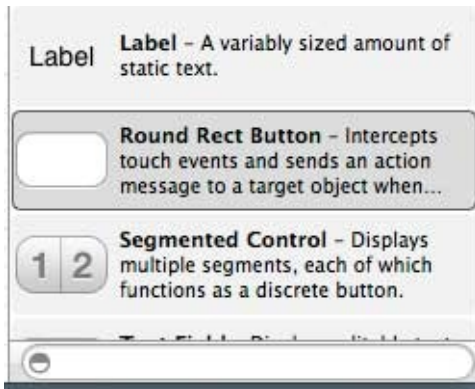 Label
Label – A variably sized amount of
static text.
Round Rect Button – Intercepts
touch events and sends an action
message to a target object when...
1 2
Segmented Control – Displays
multiple segments, each of which
functions as a discrete button.